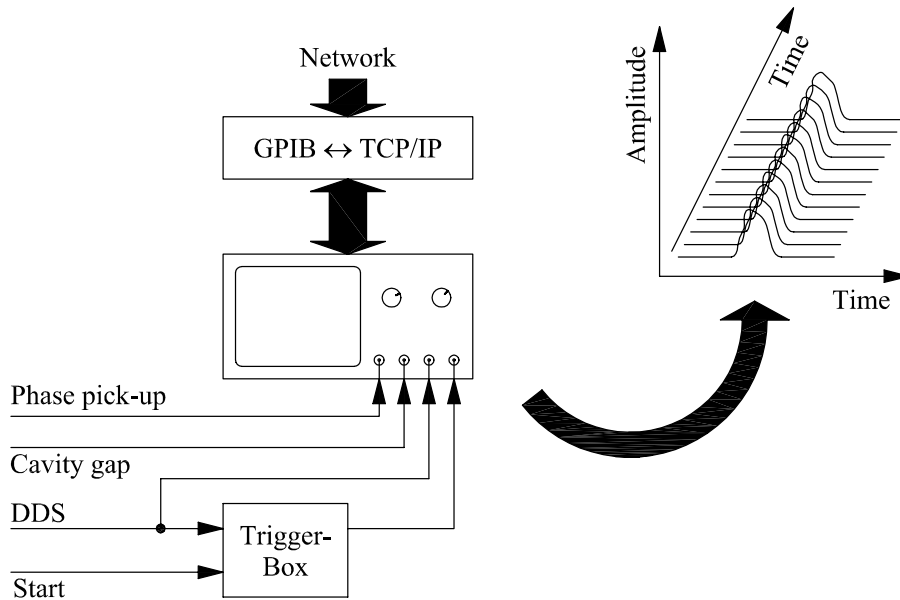 Network
GPIB ↔ TCP/IP
Phase pick-up
Cavity gap
DDS
Start
Trigger-
Box
Amplitude
Time
Time